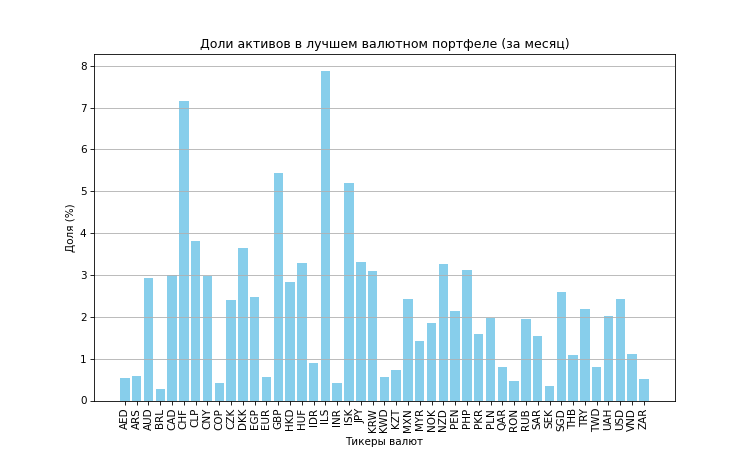 Доли активов в лучшем валютном портфеле (за месяц)
8
7
6
5
4
3
2
1
0
Доля (%)
AED ARS AUD BRL CAD CHF CLP CNY COP CZK DKK EGP EUR GBP HKD HUF IDR ILS INR ISK JPY KRW KWD KZT MXN MYR NOK NZD PEN PHP PKR PLN QAR RON RUB SAR SEK SGD THB TRY TWD UAH USD VND ZAR
Тикеры валют